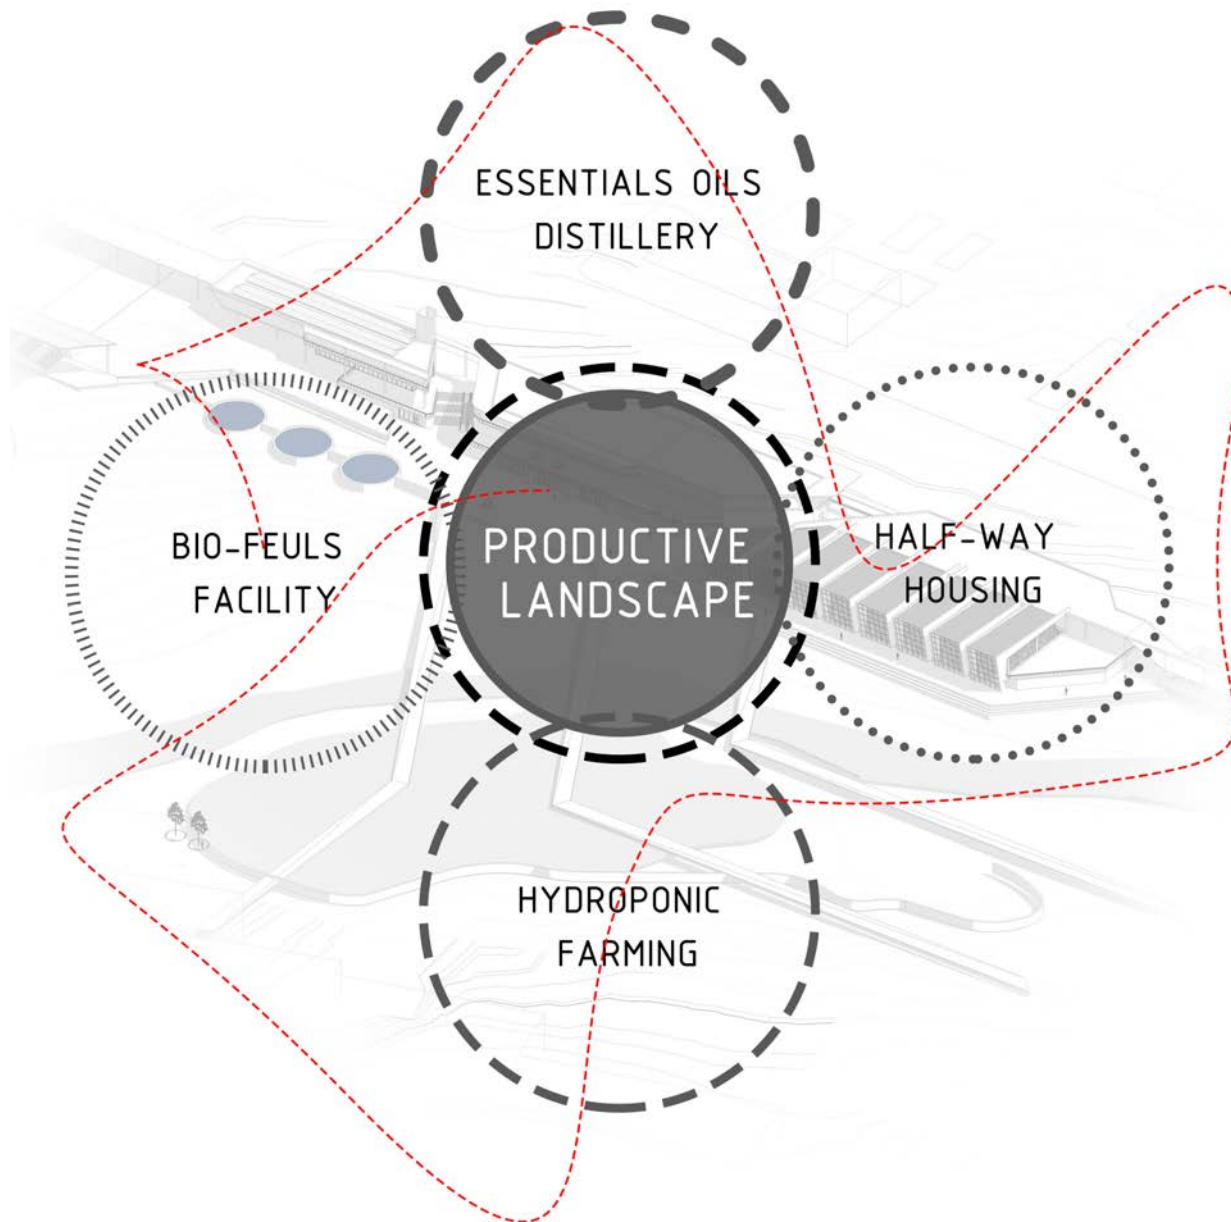 ESSENTIALS OILS
DISTILLERY
BIO-FEULS
FACILITY
PRODUCTIVE
LANDSCAPE
HALF-WAY
HOUSING
HYDROPONIC
FARMING